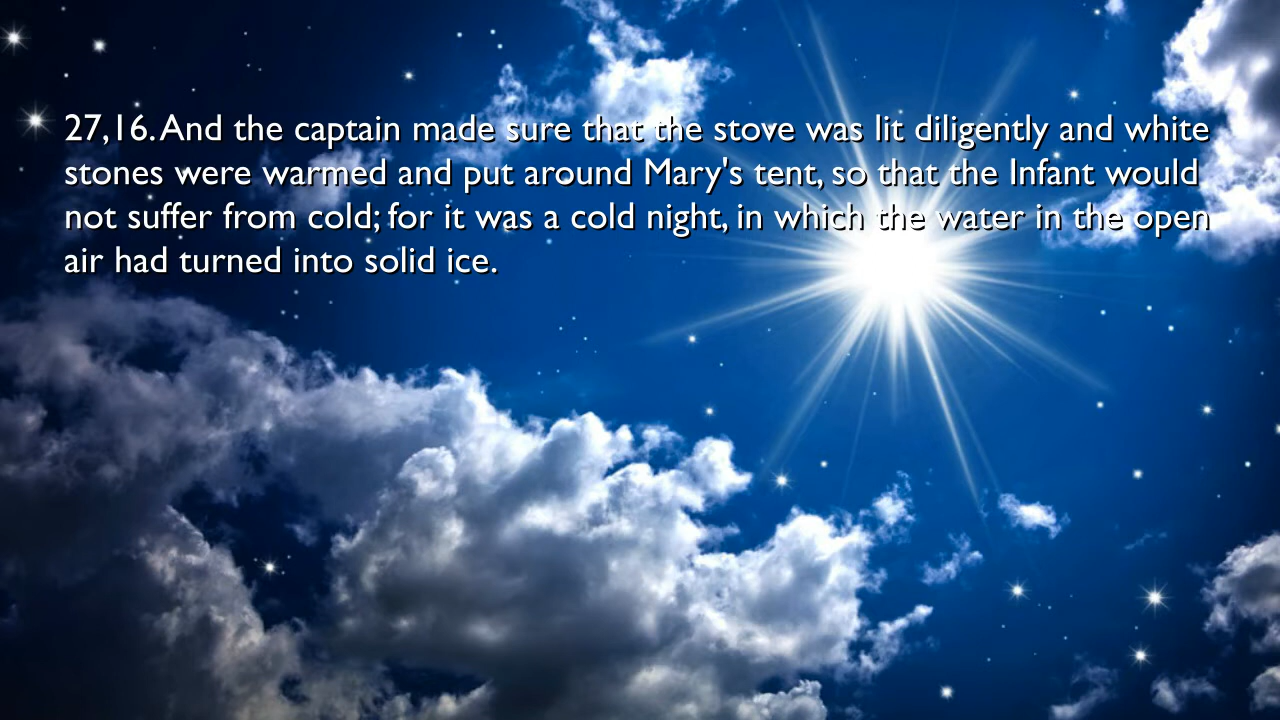 27,16. And the captain made sure that the stove was lit diligently and white
stones were warmed and put around Mary's tent, so that the Infant would
not suffer from cold; for it was a cold night, in which the water in the open
air had turned into solid ice.